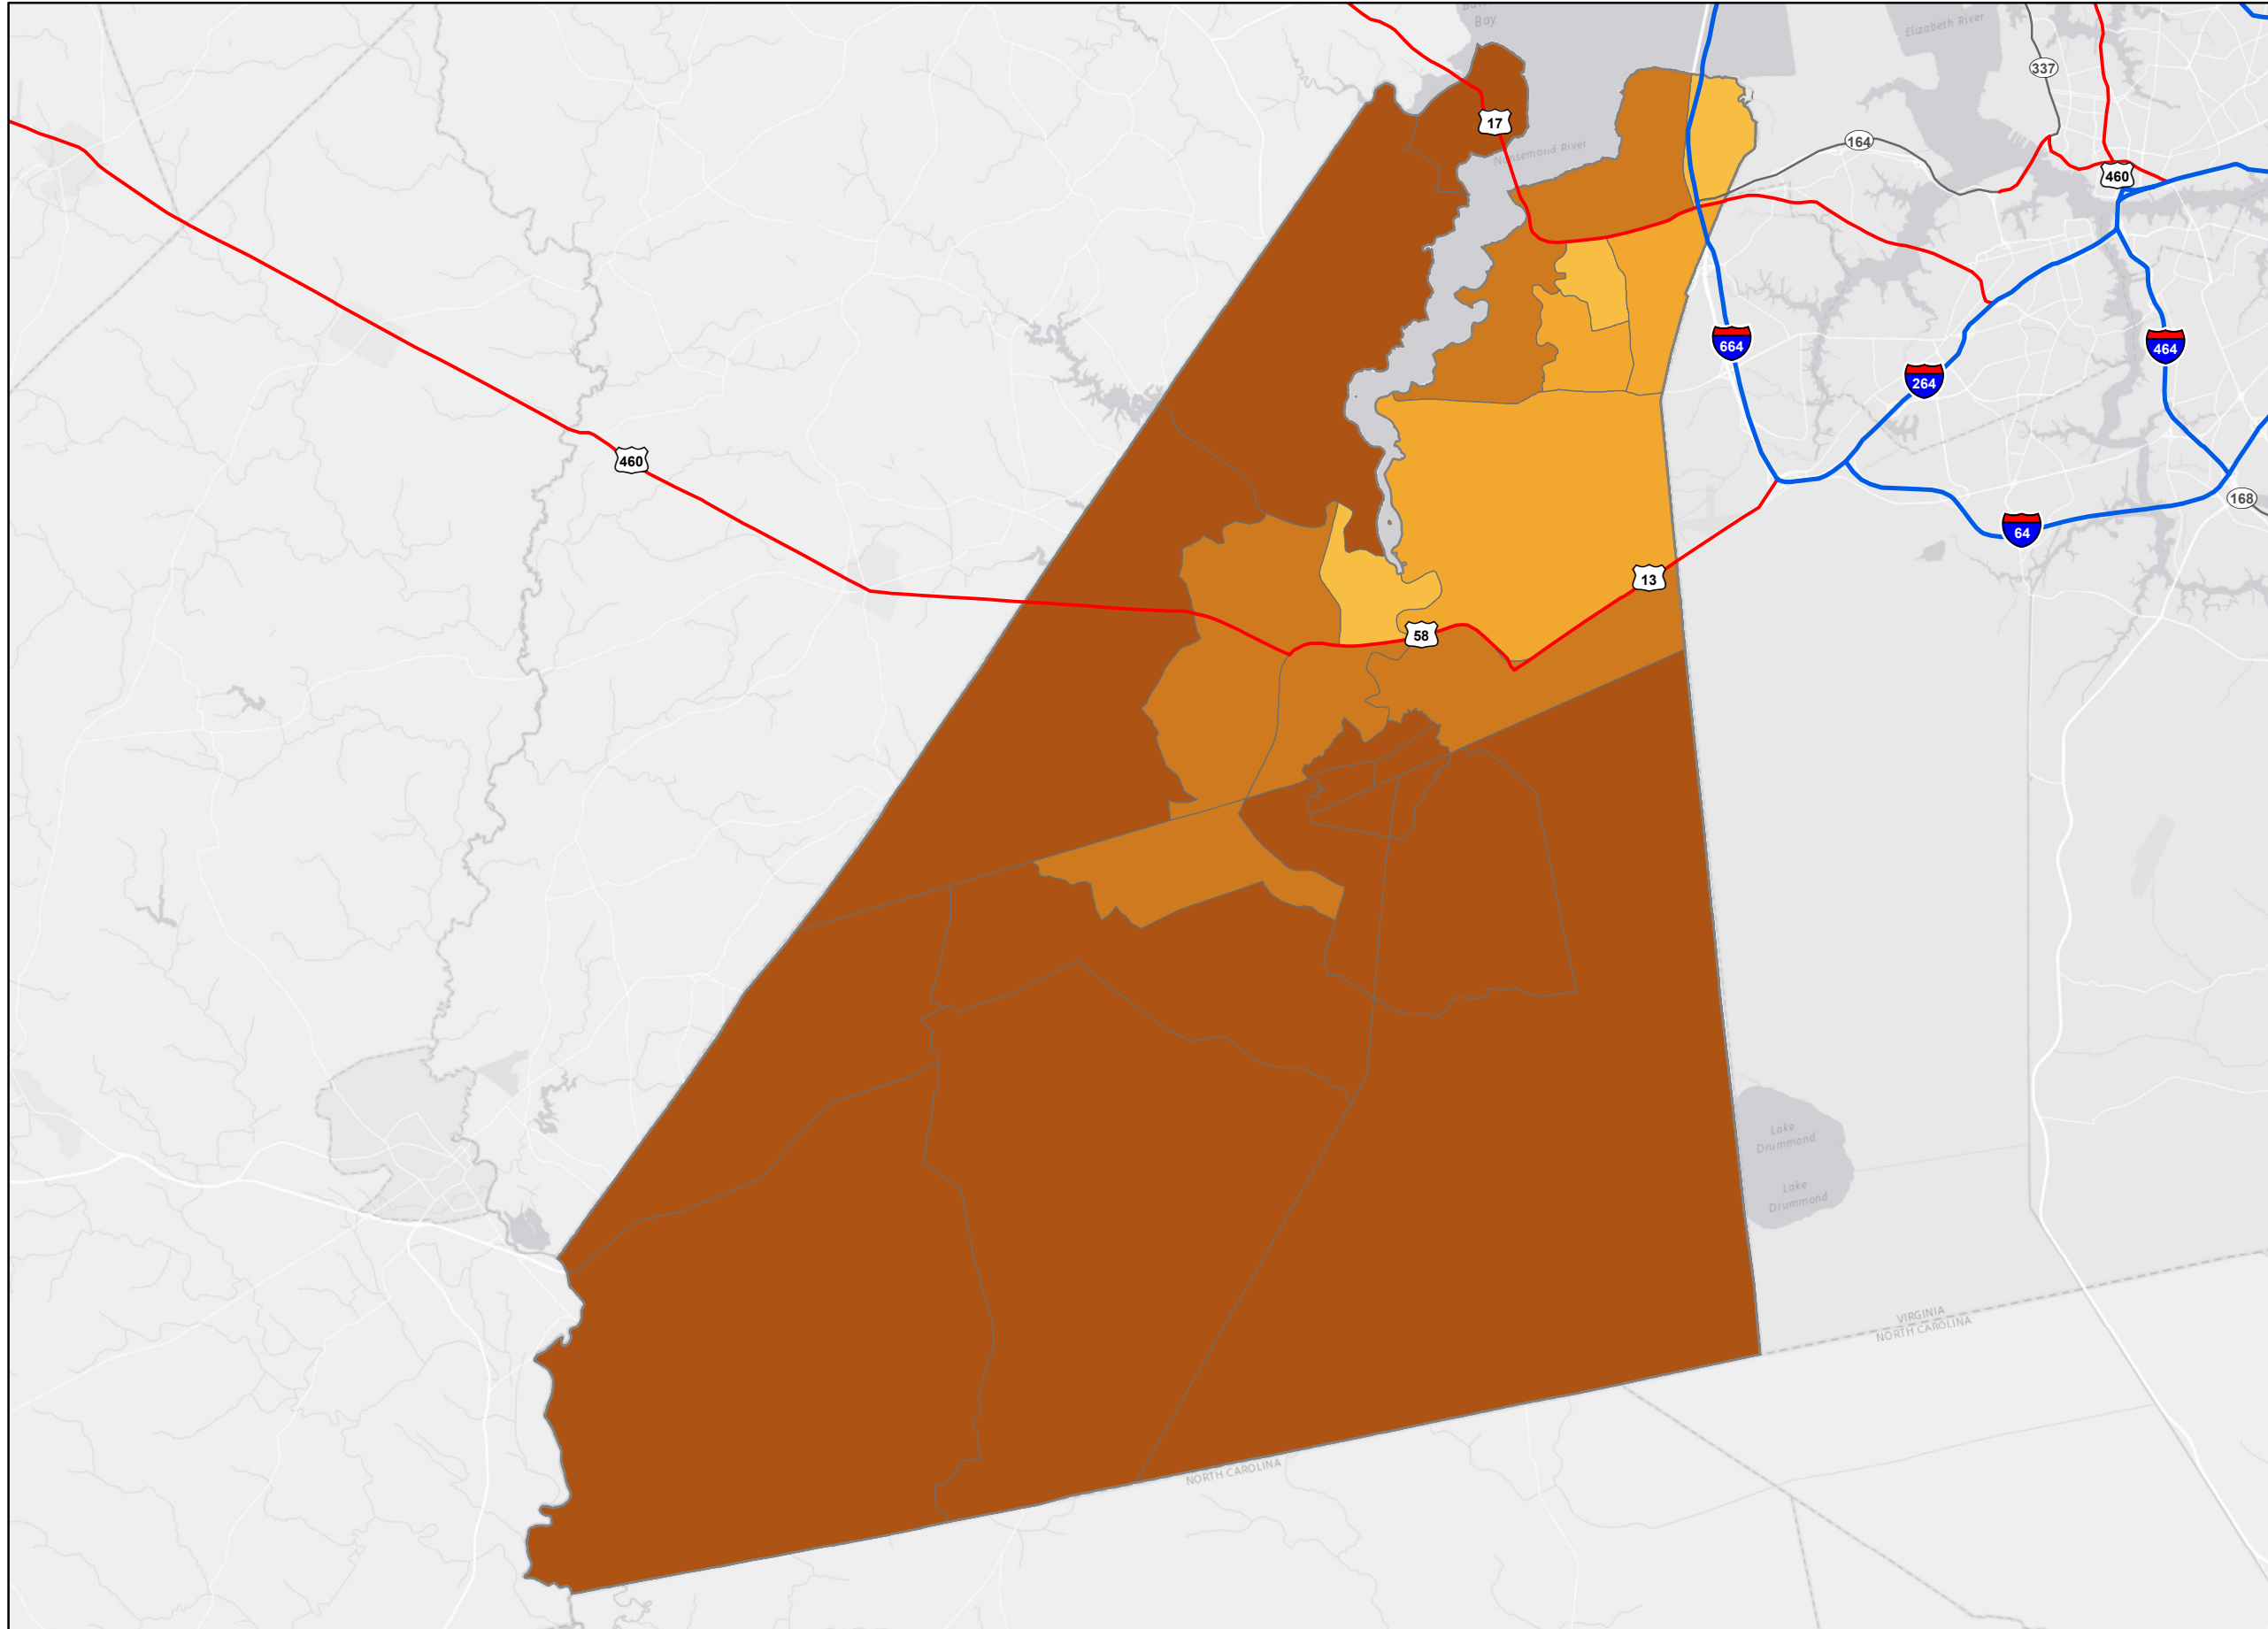 Bay
Elizabeth River
337
17
164
Nansemond River
460
664
464
264
460
168
64
13
58
Lake
Drummond
Lake
Drummond
VIRGINIA
NORTH CAROLINA
NORTH CAROLINA